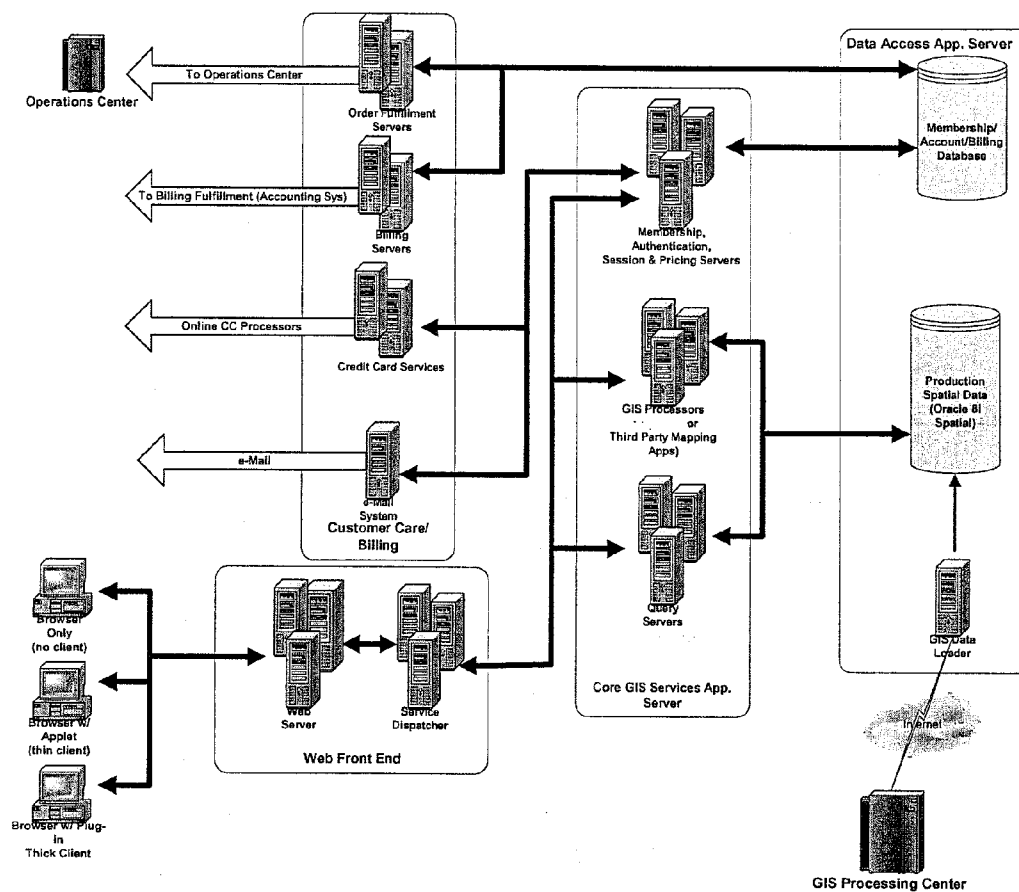 Data Access App. Server
To Operations Center
Operations Center
Order Fulfillment
Servers
Membership/
Account/Billing
Database
To Billing Fulfillment (Accounting Sys)
Billing
Servers
Membership,
Authentication,
Session & Pricing Servers
Online CC Processors
Credit Card Services
Production
Spatial Data
(Oracle 8i
Spatial)
GIS Processors
or
Third Party Mapping
Apps)
e-Mail
e-Mail
System
Customer Care/
Billing
Query
Servers
Browser
Only
(no client)
GIS Data
Loader
Core GIS Services App.
Server
Web
Server
Service
Dispatcher
Web Front End
Browser w/
Applet
(thin client)
Internet
Browser w/ Plug-
in
Thick Client
GIS Processing Center